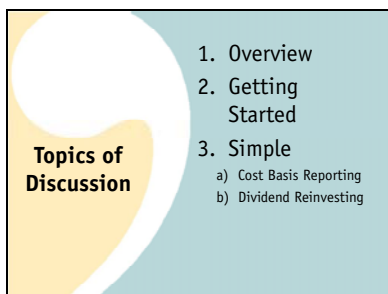 Topics of
Discussion
1. Overview
2. Getting
Started
3. Simple
a) Cost Basis Reporting
b) Dividend Reinvesting